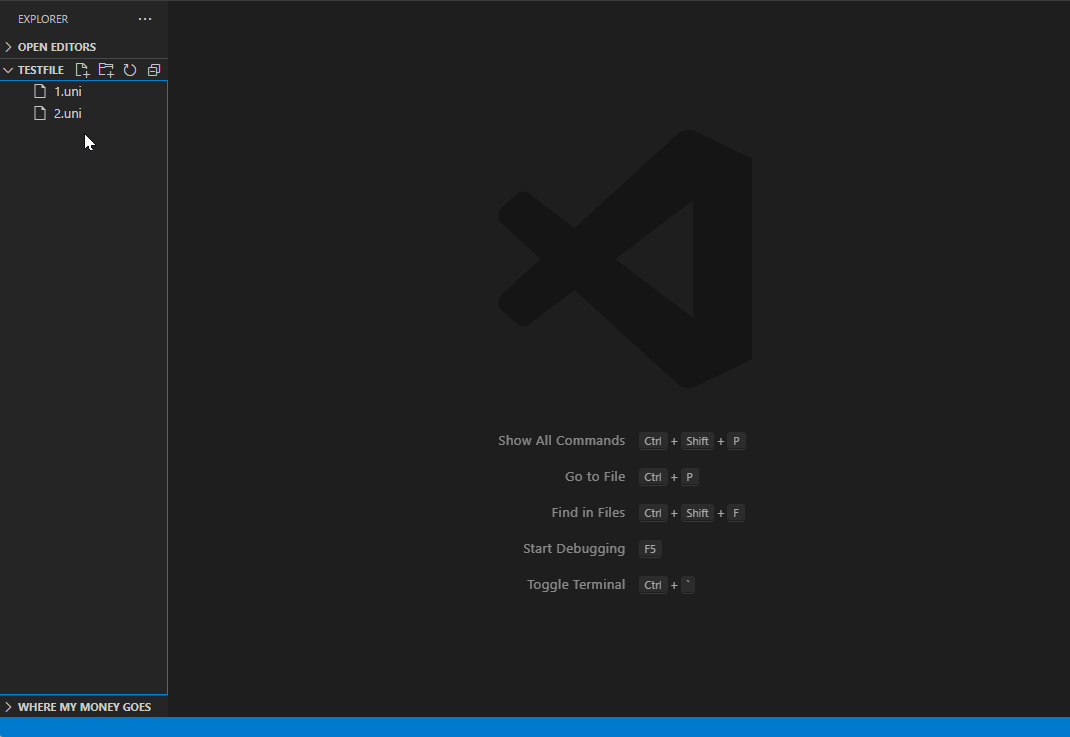 EXPLORER
OPEN EDITORS
TESTFILE
1.uni
2.uni
Show All Commands Ctrl + Shift + P
Go to File Ctrl + P
Find in Files Ctrl + Shift + F
Start Debugging F5
Toggle Terminal Ctrl + `
WHERE MY MONEY GOES